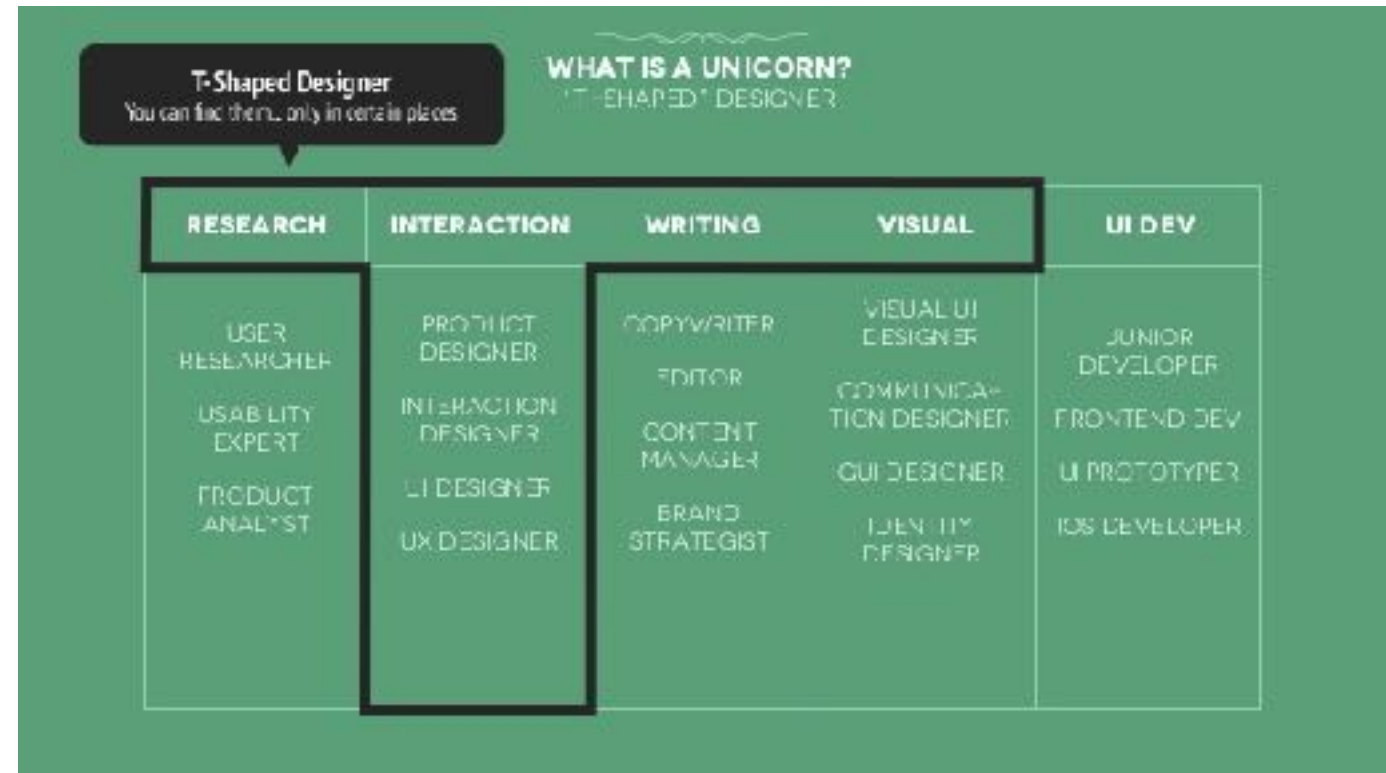 T-Shaped Designer
You can find them... only in certain places
WHAT IS A UNICORN?
"T-SHAPED" DESIGNER
RESEARCH
INTERACTION
WRITING
VISUAL
UI DEV
USER
RESEARCHER
USABILITY
EXPERT
PRODUCT
ANALYST
PRODUCT
DESIGNER
INTERACTION
DESIGNER
UI DESIGNER
UX DESIGNER
COPYWRITER
EDITOR
CONTENT
MANAGER
BRAND
STRATEGIST
VISUAL UI
DESIGNER
COMMUNICA-
TION DESIGNER
GUI DESIGNER
IDENTITY
DESIGNER
JUNIOR
DEVELOPER
FRONTEND DEV
UI PROTOTYPER
IOS DEVELOPER